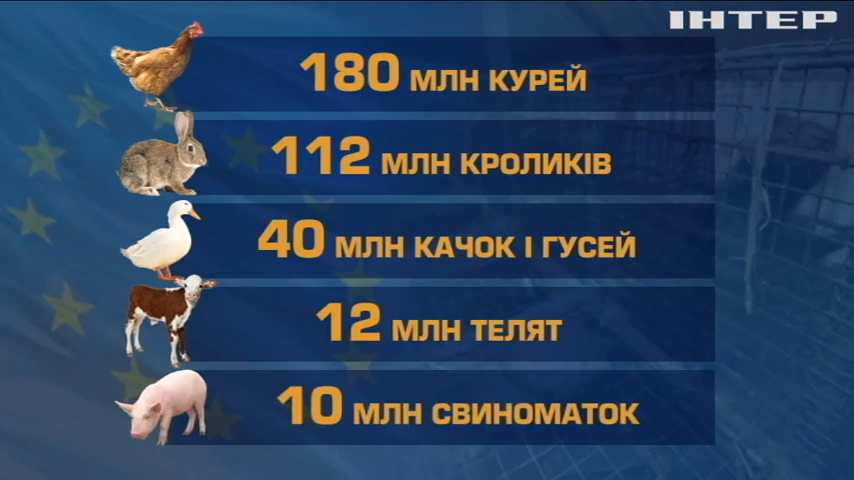 ІНТЕР
180 МЛН КУРЕЙ
112 МЛН КРОЛИКІВ
40 МЛН КАЧОК І ГУСЕЙ
12 МЛН ТЕЛЯТ
10 МЛН СВИНОМАТОК